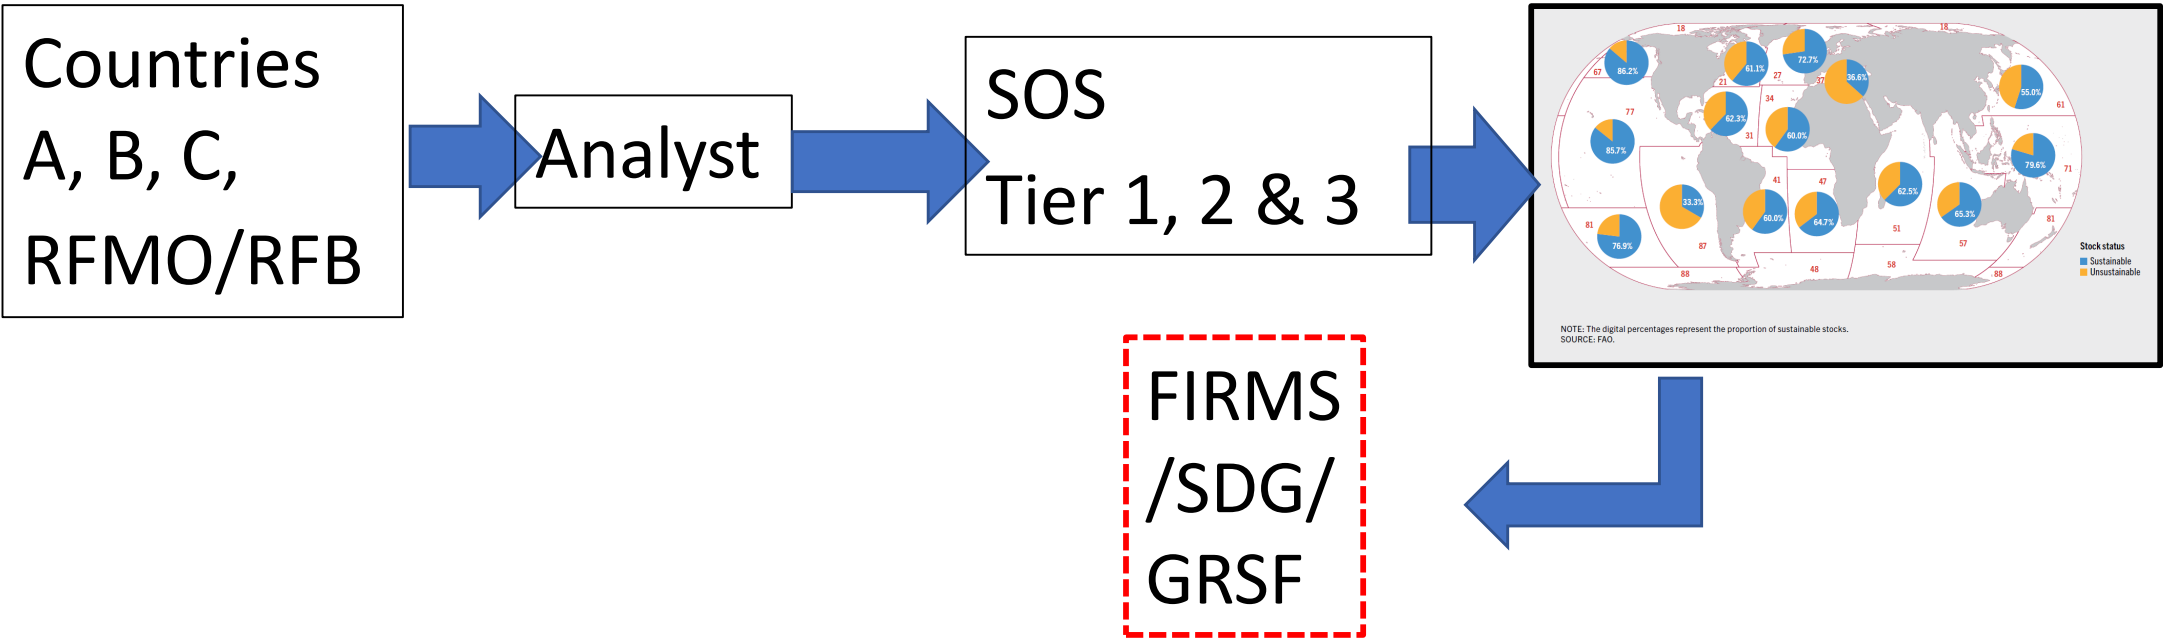 Countries
A, B, C,
RFMO/RFB
Analyst
SOS
Tier 1, 2 & 3
18
18
86.2%
67
61.1%
21
72.7%
27
37
36.6%
55.0%
61
77
34
62.3%
31
60.0%
85.7%
79.6%
71
41
47
62.5%
33.3%
60.0%
64.7%
65.3%
81
76.9%
87
51
57
81
88
48
58
88
Stock status
Sustainable
Unsustainable
NOTE: The digital percentages represent the proportion of sustainable stocks.
SOURCE: FAO.
FIRMS
/SDG/
GRSF